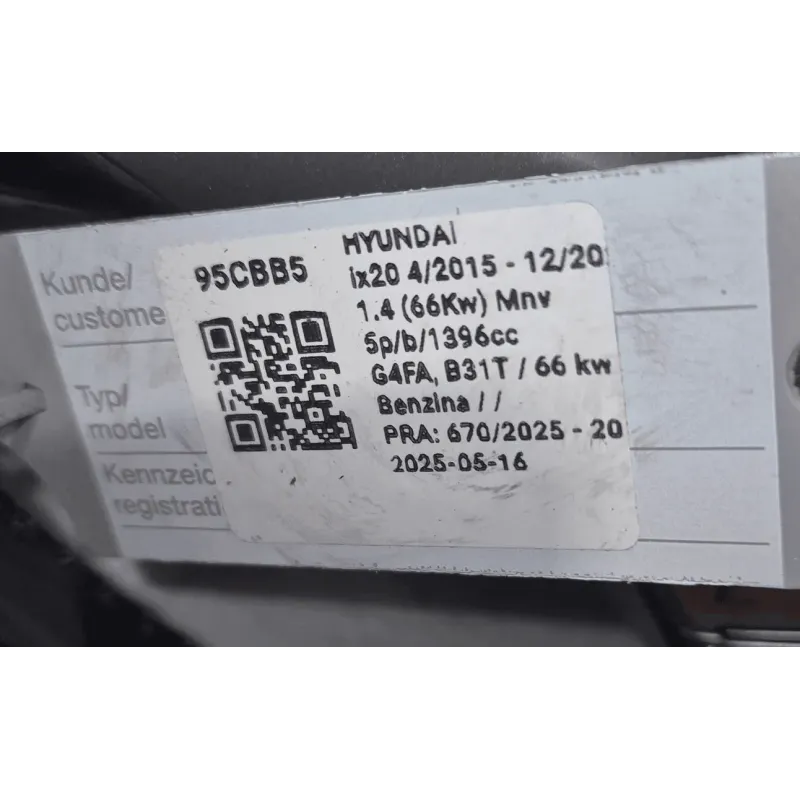 Kunde/
custome
Typ/
model
Kennzeic
registrati
95CBB5
HYUNDAI
ix20 4/2015 - 12/20
1.4 (66Kw) Mnv
5p/b/1396cc
G4FA, B31T / 66 kw
Benzina / /
PRA: 670/2025 - 20
2025-05-16